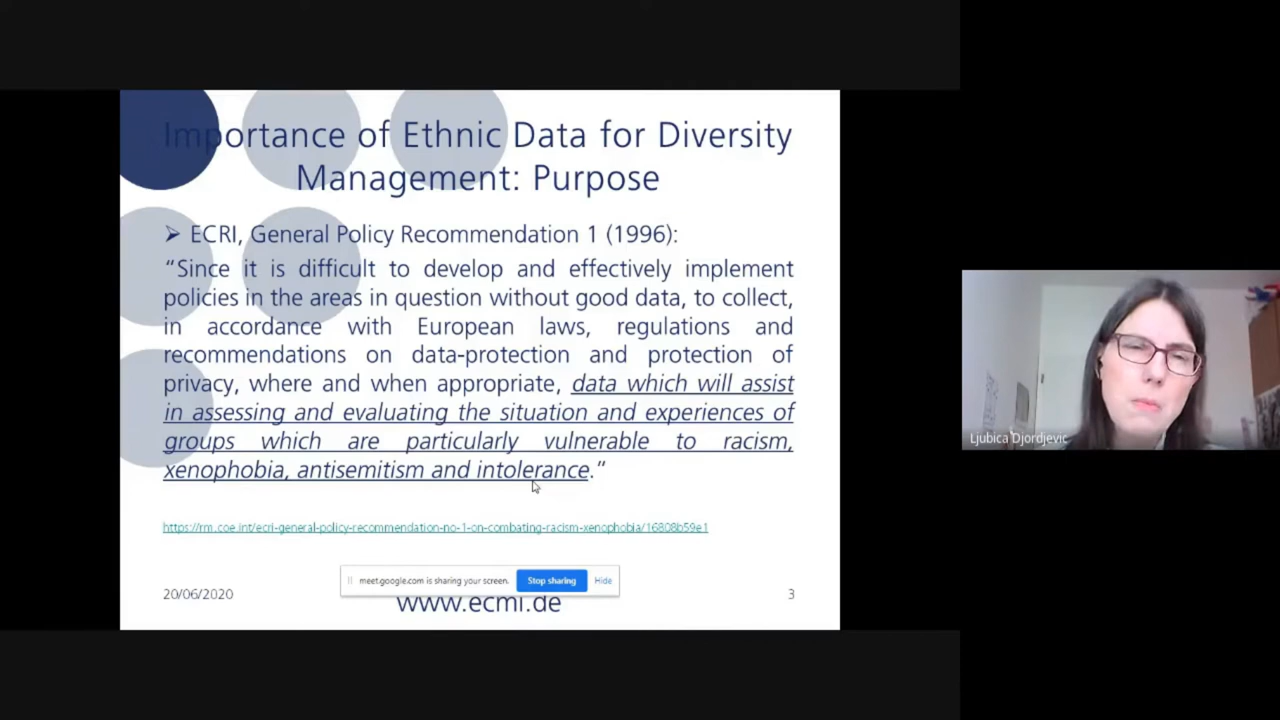 Importance of Ethnic Data for Diversity
Management: Purpose
➢ ECRI, General Policy Recommendation 1 (1996):
“Since it is difficult to develop and effectively implement
policies in the areas in question without good data, to collect,
in accordance with European laws, regulations and
recommendations on data-protection and protection of
privacy, where and when appropriate, data which will assist
in assessing and evaluating the situation and experiences of
groups which are particularly vulnerable to racism,
xenophobia, antisemitism and intolerance.”
https://rm.coe.int/ecri-general-policy-recommendation-no-1-on-combating-racism-xenophobia/16808b59e1
meet.google.com is sharing your screen. Stop sharing Hide
20/06/2020 www.ecmi.de 3
Ljubica Djordjevic